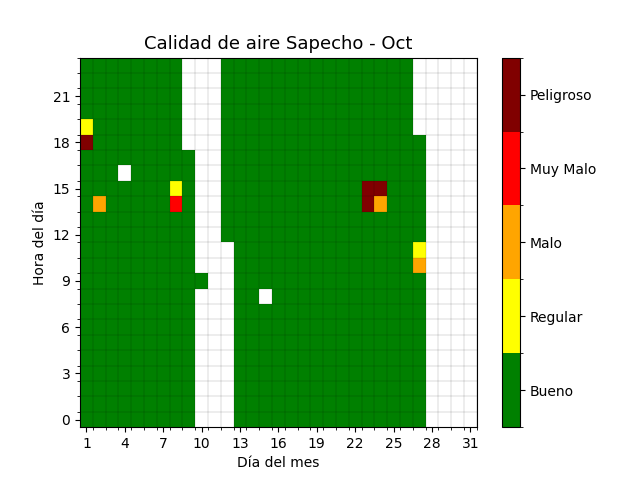 Calidad de aire Sapecho - Oct
21
18
15
12
9
6
3
0
Hora del día
1 4 7 10 13 16 19 22 25 28 31
Día del mes
Peligroso
Muy Malo
Malo
Regular
Bueno